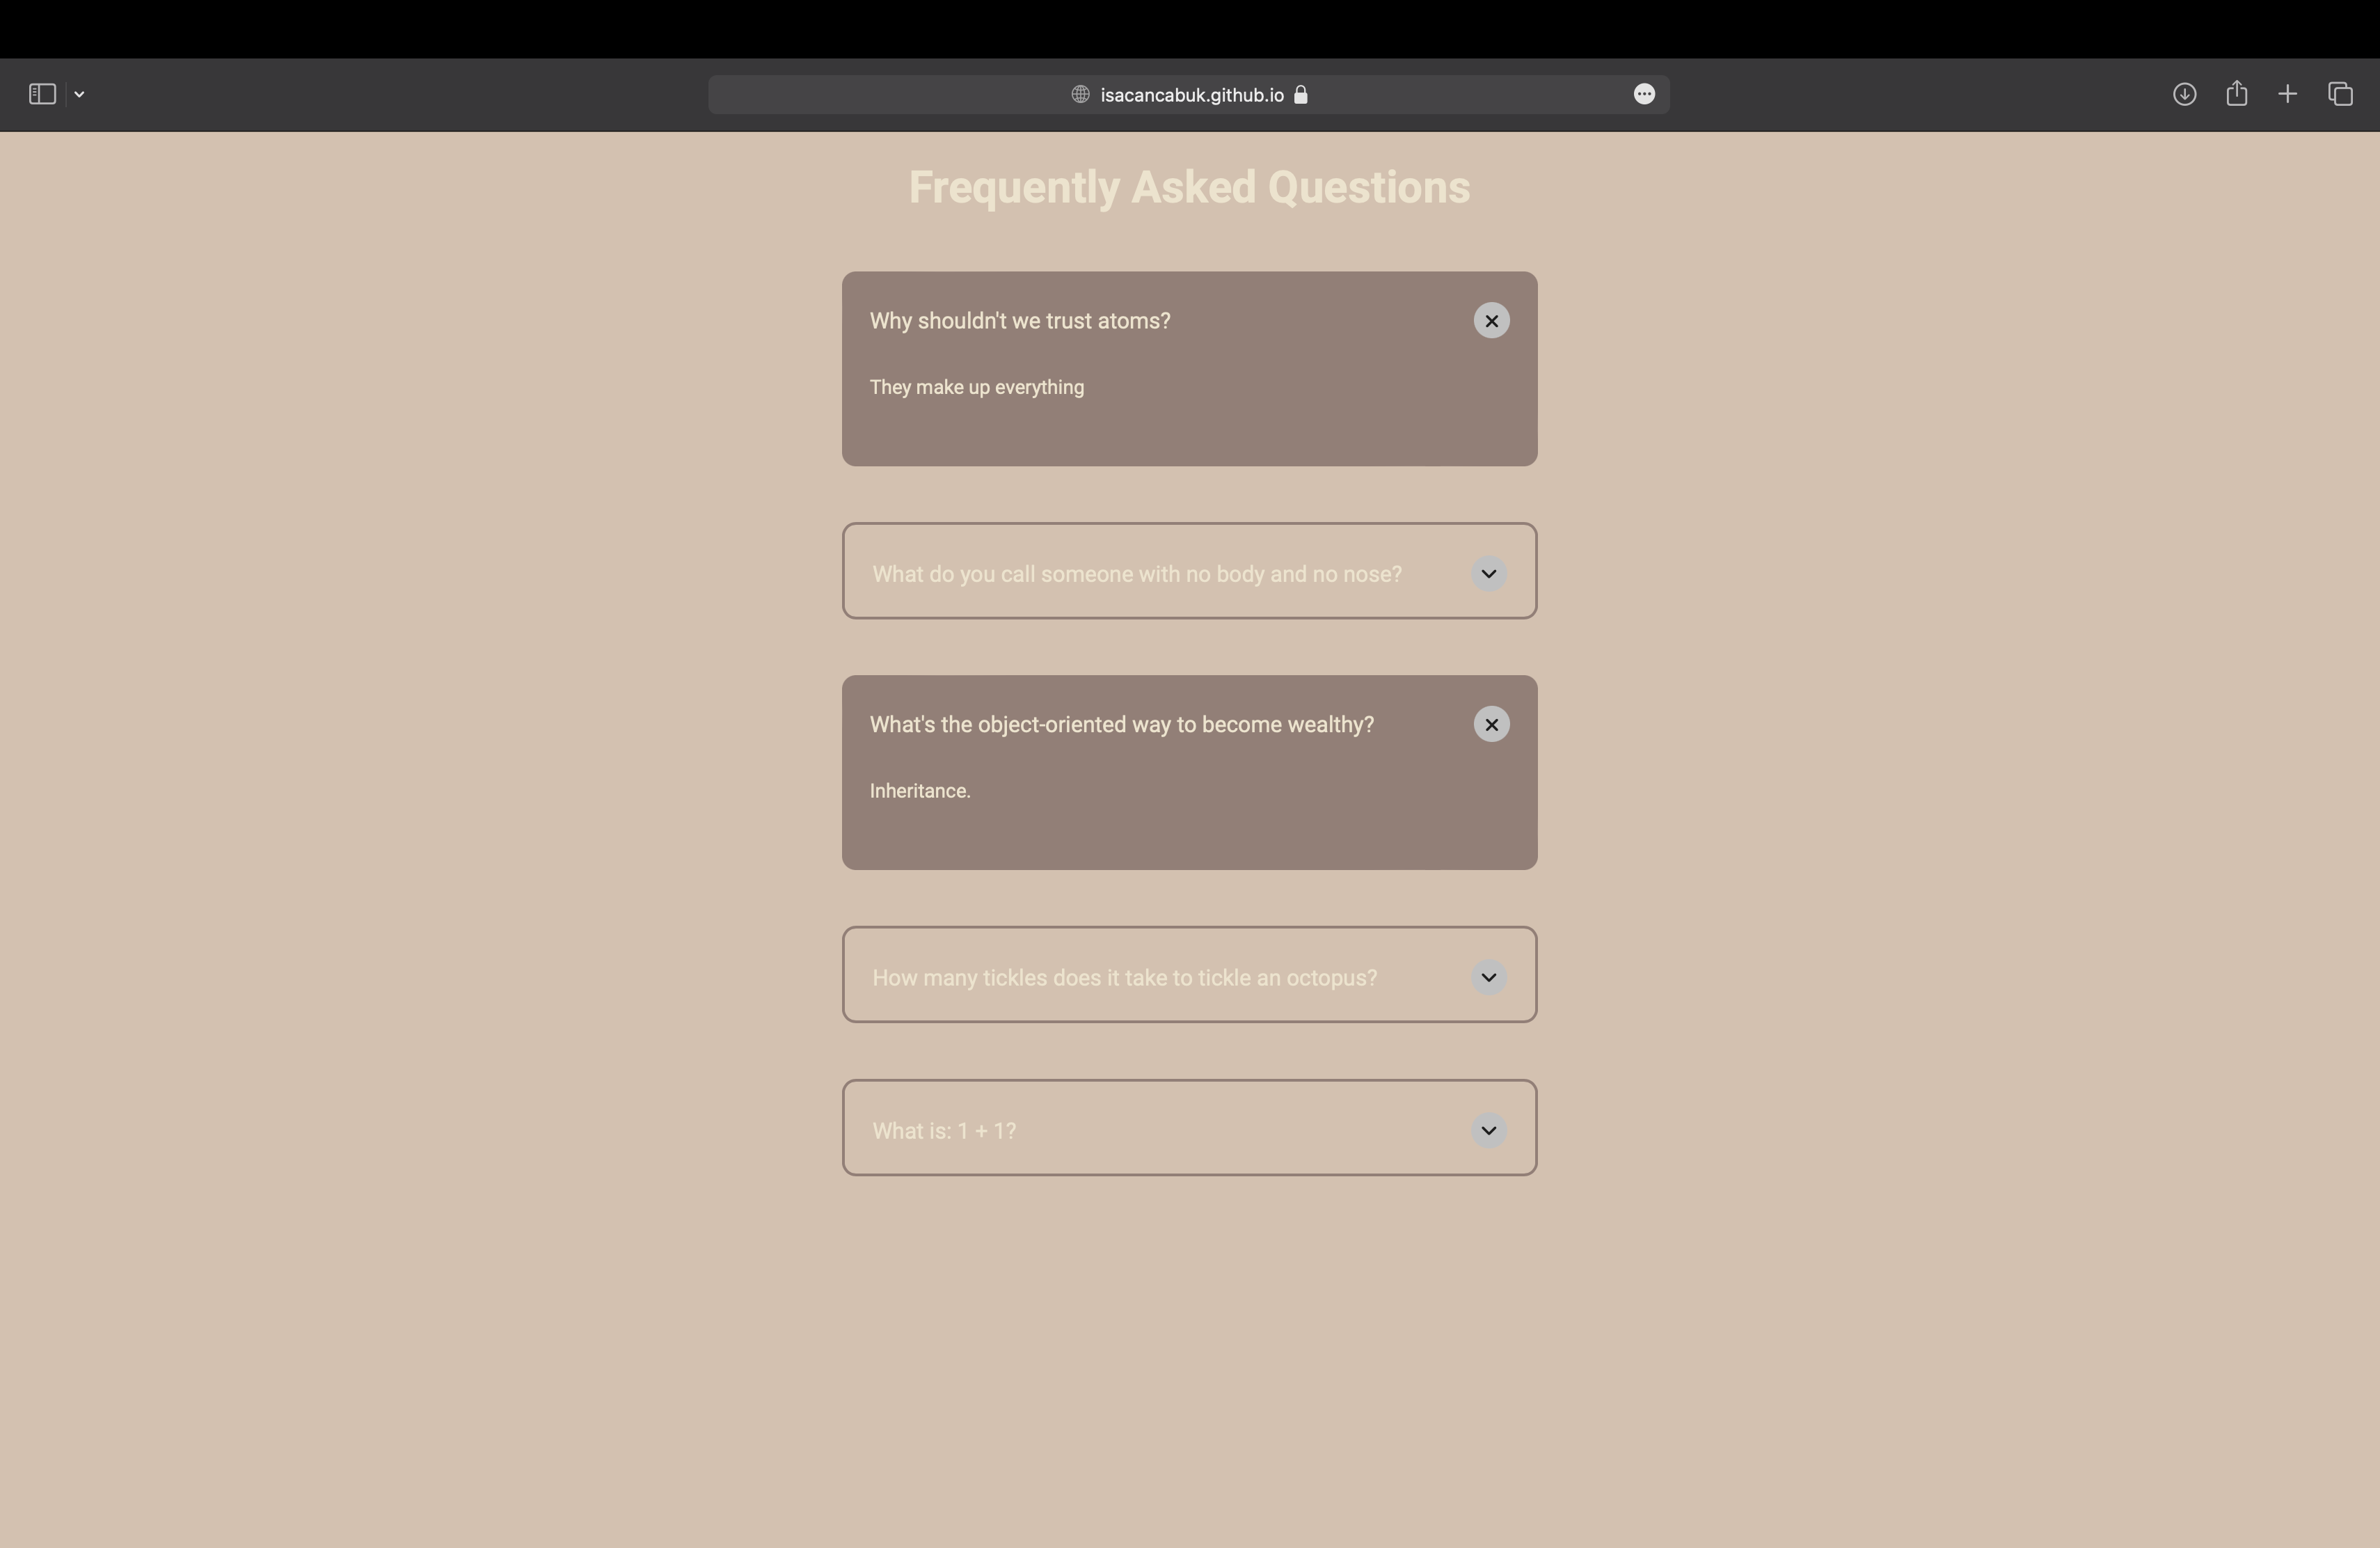 isacancabuk.github.io
Frequently Asked Questions
Why shouldn't we trust atoms?
They make up everything
What do you call someone with no body and no nose?
What's the object-oriented way to become wealthy?
Inheritance.
How many tickles does it take to tickle an octopus?
What is: 1 + 1?